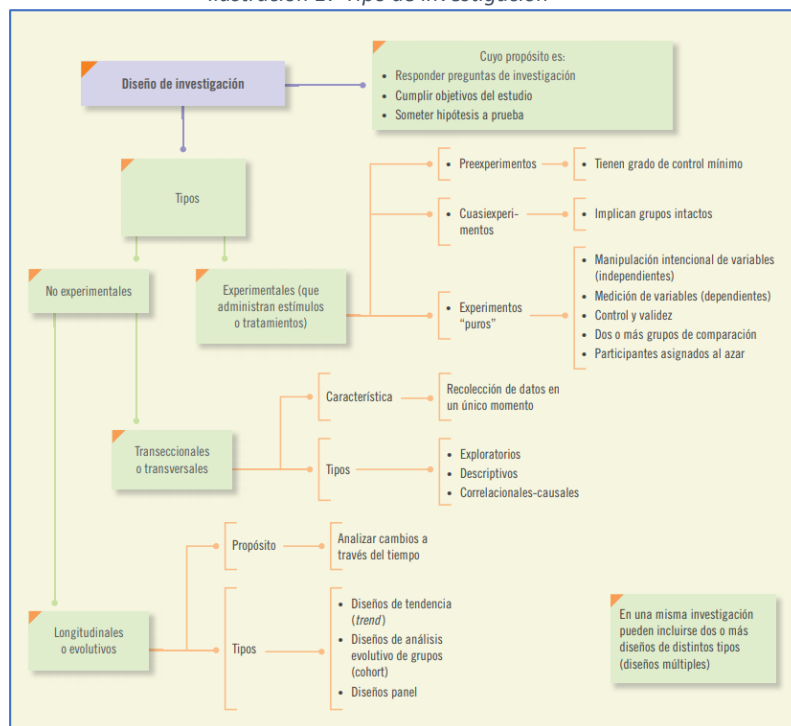 Ilustración 1: Tipo de investigación
Diseño de investigación
Cuyo propósito es:
• Responder preguntas de investigación
• Cumplir objetivos del estudio
• Someter hipótesis a prueba
Tipos
No experimentales
Experimentales (que
administran estímulos
o tratamientos)
• Preexperimentos
• Tienen grado de control mínimo
• Cuasiexperi-
mentos
• Implican grupos intactos
• Experimentos
“puros”
• Manipulación intencional de variables
(independientes)
• Medición de variables (dependientes)
• Control y validez
• Dos o más grupos de comparación
• Participantes asignados al azar
Transeccionales
o transversales
Característica
Recolección de datos en
un único momento
Tipos
• Exploratorios
• Descriptivos
• Correlacionales-causales
Longitudinales
o evolutivos
Propósito
Analizar cambios a
través del tiempo
Tipos
• Diseños de tendencia
(trend)
• Diseños de análisis
evolutivo de grupos
(cohort)
• Diseños panel
En una misma investigación
pueden incluirse dos o más
diseños de distintos tipos
(diseños múltiples)